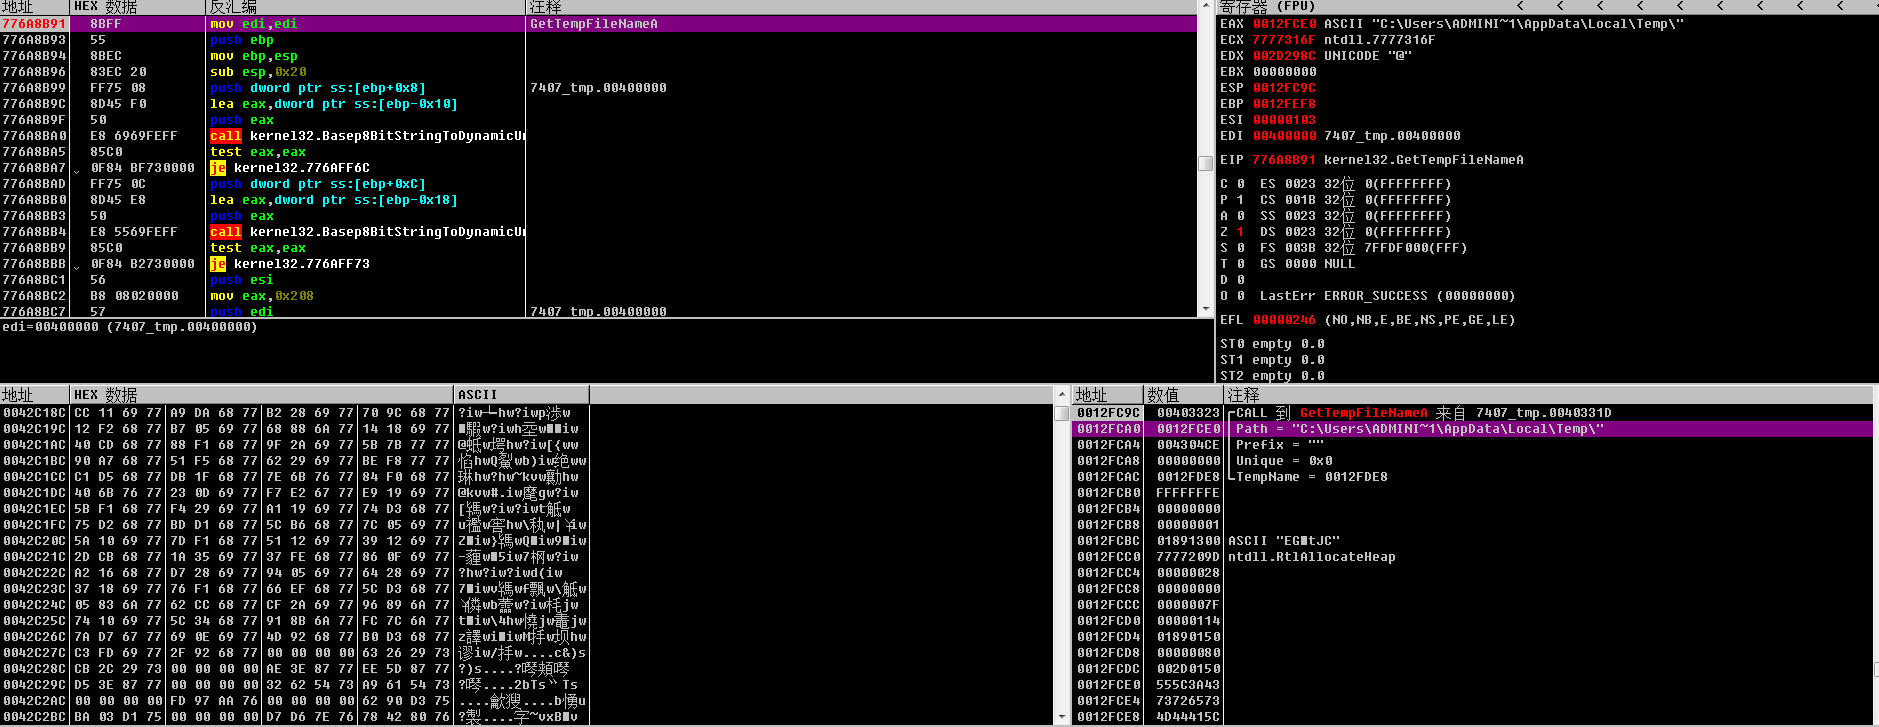 地址 HEX 数据 反汇编 注释
776A8B91 8BFF mov edi,edi GetTempFileNameA
776A8B93 55 push ebp
776A8B94 8BEC mov ebp,esp
776A8B96 83EC 20 sub esp,0x20
776A8B99 FF75 08 push dword ptr ss:[ebp+0x8] 7407_tmp.00400000
776A8B9C 8D45 F0 lea eax,dword ptr ss:[ebp-0x10]
776A8B9F 50 push eax
776A8BA0 E8 6969FEFF call kernel32.Basep8BitStringToDynamicUn
776A8BA5 85C0 test eax,eax
776A8BA7 0F84 BF730000 je kernel32.776AFF6C
776A8BAD FF75 0C push dword ptr ss:[ebp+0xC]
776A8BB0 8D45 E8 lea eax,dword ptr ss:[ebp-0x18]
776A8BB3 50 push eax
776A8BB4 E8 5569FEFF call kernel32.Basep8BitStringToDynamicUn
776A8BB9 85C0 test eax,eax
776A8BBB 0F84 B2730000 je kernel32.776AFF73
776A8BC1 56 push esi
776A8BC2 B8 08020000 mov eax,0x208
776A8BC7 57 push edi 7407_tmp.00400000
edi=00400000 (7407_tmp.00400000)
寄存器 (FPU) < < < < < < < <
EAX 0012FCE0 ASCII "C:\Users\ADMINI~1\AppData\Local\Temp\"
ECX 7777316F ntdll.7777316F
EDX 002D298C UNICODE "@"
EBX 00000000
ESP 0012FC9C
EBP 0012FEF8
ESI 00000103
EDI 00400000 7407_tmp.00400000
EIP 776A8B91 kernel32.GetTempFileNameA
C 0 ES 0023 32位 0(FFFFFFFF)
P 1 CS 001B 32位 0(FFFFFFFF)
A 0 SS 0023 32位 0(FFFFFFFF)
Z 1 DS 0023 32位 0(FFFFFFFF)
S 0 FS 003B 32位 7FFDF000(FFF)
T 0 GS 0000 NULL
D 0
O 0 LastErr ERROR_SUCCESS (00000000)
EFL 00000246 (NO,NB,E,BE,NS,PE,GE,LE)
ST0 empty 0.0
ST1 empty 0.0
ST2 empty 0.0
地址 HEX 数据 ASCII
0042C18C CC 11 69 77 A9 DA 68 77 B2 28 69 77 70 9C 68 77
0042C19C 12 F2 68 77 B7 05 69 77 68 88 6A 77 14 18 69 77
0042C1AC 40 CD 68 77 88 F1 68 77 9F 2A 69 77 5B 7B 77 77
0042C1BC 90 A7 68 77 51 F5 68 77 62 29 69 77 BE F8 77 77
0042C1CC C1 D5 68 77 DB 1F 68 77 7E 6B 76 77 84 F0 68 77
0042C1DC 40 6B 76 77 23 0D 69 77 F7 E2 67 77 E9 19 69 77
0042C1EC 5B F1 68 77 F4 29 69 77 A1 19 69 77 74 D3 68 77
0042C1FC 75 D2 68 77 BD D1 68 77 5C B6 68 77 7C 05 69 77
0042C20C 5A 10 69 77 7D F1 68 77 51 12 69 77 39 12 69 77
0042C21C 2D CB 68 77 1A 35 69 77 37 FE 68 77 86 0F 69 77
0042C22C A2 16 68 77 D7 28 69 77 94 05 69 77 64 28 69 77
0042C23C 37 18 69 77 76 F1 68 77 66 EF 68 77 5C D3 68 77
0042C24C 05 83 6A 77 62 CC 68 77 CF 2A 69 77 96 89 6A 77
0042C25C 74 10 69 77 5C 34 68 77 91 8B 6A 77 FC 7C 6A 77
0042C26C 7A D7 67 77 69 0E 69 77 4D 92 68 77 B0 D3 68 77
0042C27C C3 FD 69 77 2F 92 68 77 00 00 00 00 63 26 29 73
0042C28C CB 2C 29 73 00 00 00 00 AE 3E 87 77 EE 5D 87 77
0042C29C D5 3E 87 77 00 00 00 00 32 62 54 73 A9 61 54 73
0042C2AC 00 00 00 00 FD 97 AA 76 00 00 00 00 62 90 D3 75
0042C2BC BA 03 D1 75 00 00 00 00 D7 D6 7E 76 78 42 80 76
地址 数值 注释
0012FC9C 00403323 CALL 到 GetTempFileNameA 来自 7407_tmp.0040331D
0012FCA0 0012FCE0 Path = "C:\Users\ADMINI~1\AppData\Local\Temp\"
0012FCA4 004304CE Prefix = ""
0012FCA8 00000000 Unique = 0x0
0012FCAC 0012FDE8 TempName = 0012FDE8
0012FCB0 FFFFFFFE
0012FCB4 00000000
0012FCB8 00000001
0012FCBC 01891300 ASCII "EG■tJC"
0012FCC0 7777209D ntdll.RtlAllocateHeap
0012FCC4 00000028
0012FCC8 00000000
0012FCCC 0000007F
0012FCD0 00000114
0012FCD4 01890150
0012FCD8 00000080
0012FCDC 002D0150
0012FCE0 555C3A43
0012FCE4 73726573
0012FCE8 4D44415C